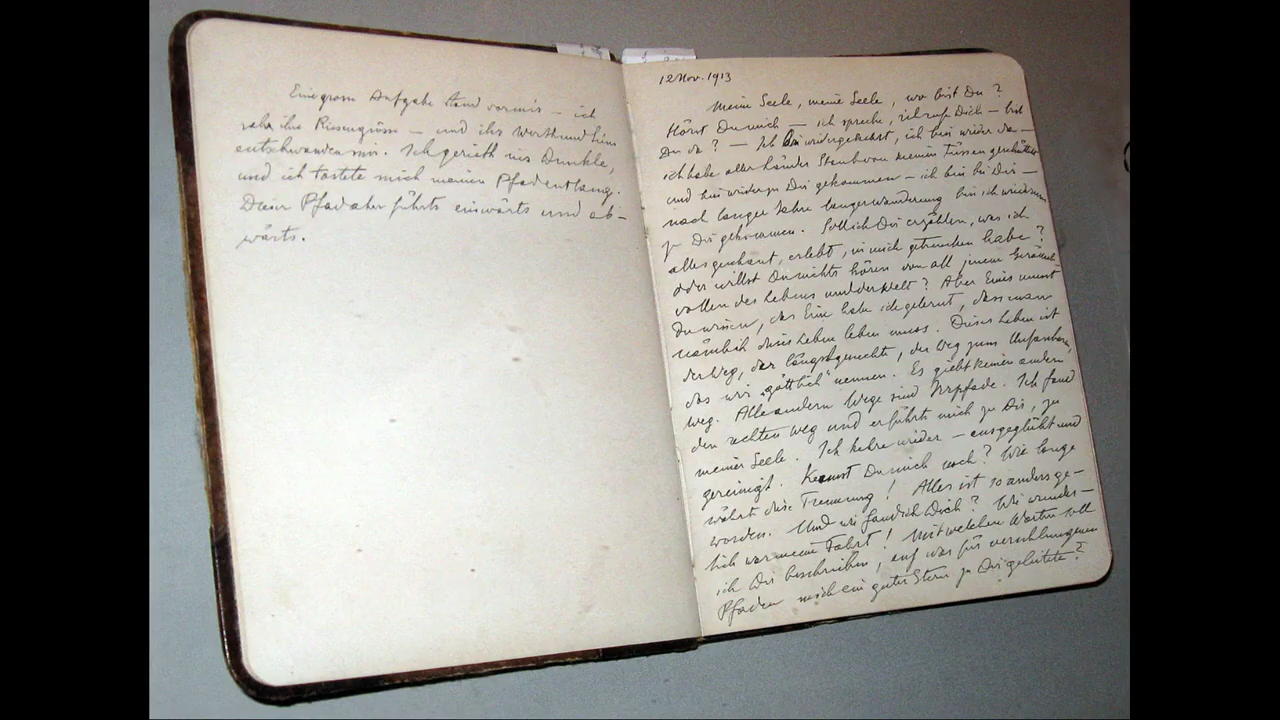 Eine grosse Aufgabe stand vor mir – ich
sah ihre Riesengrösse – und ihr Werth und Sinn
entschwanden mir. Ich gerieth ins Dunkle,
und ich tastete mich meinen Pfad entlang.
Dieser Pfad aber führte einwärts und ab-
wärts.
12 Nov. 1913
Meine Seele, meine Seele, wo bist Du?
Hörst Du mich – ich spreche, ich rufe Dich – bist
Du da? – Ich bin wiedergekehrt, ich bin wieder da –
ich habe aller Länder Staub von meinen Füssen geschüttelt
und bin wieder zu Dir gekommen – ich bin bei Dir –
nach langer Jahre langer Wanderung bin ich wieder
zu Dir gekommen. Soll ich Dir erzählen, was ich
alles geschaut, erlebt, in mich getrunken habe?
oder willst Du nichts hören von all jenem Geräusch-
vollen des Lebens und der Welt? Aber Eines musst
Du wissen, das Eine habe ich gelernt, dass man
nämlich dieses Leben leben muss. Dieses Leben ist
der Weg, der längst gesuchte, der Weg zum Unfassbaren,
das wir „göttlich" nennen. Es giebt keinen andern
Weg. Alle andern Wege sind Irrpfade. Ich fand
den rechten Weg und er führte mich zu Dir, zu
meiner Seele. Ich kehre wieder – ausgeglüht und
gereinigt. Kennst Du mich noch? Wie lange
währte diese Trennung! Alles ist so anders ge-
worden. Und wie fand ich Dich? Wie wunder-
lich war meine Fahrt! Mit welchen Worten soll
ich Dir beschreiben, auf was für verschlungenen
Pfaden mich ein guter Stern zu Dir geleitete?